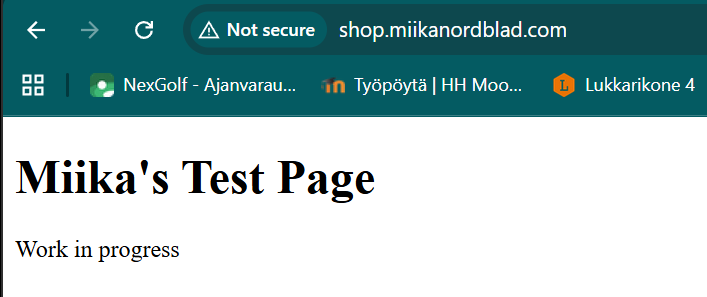 Not secure shop.miikanordblad.com
NexGolf - Ajanvarau... Työpöytä | HH Moo... L Lukkarikone 4
Miika's Test Page
Work in progress